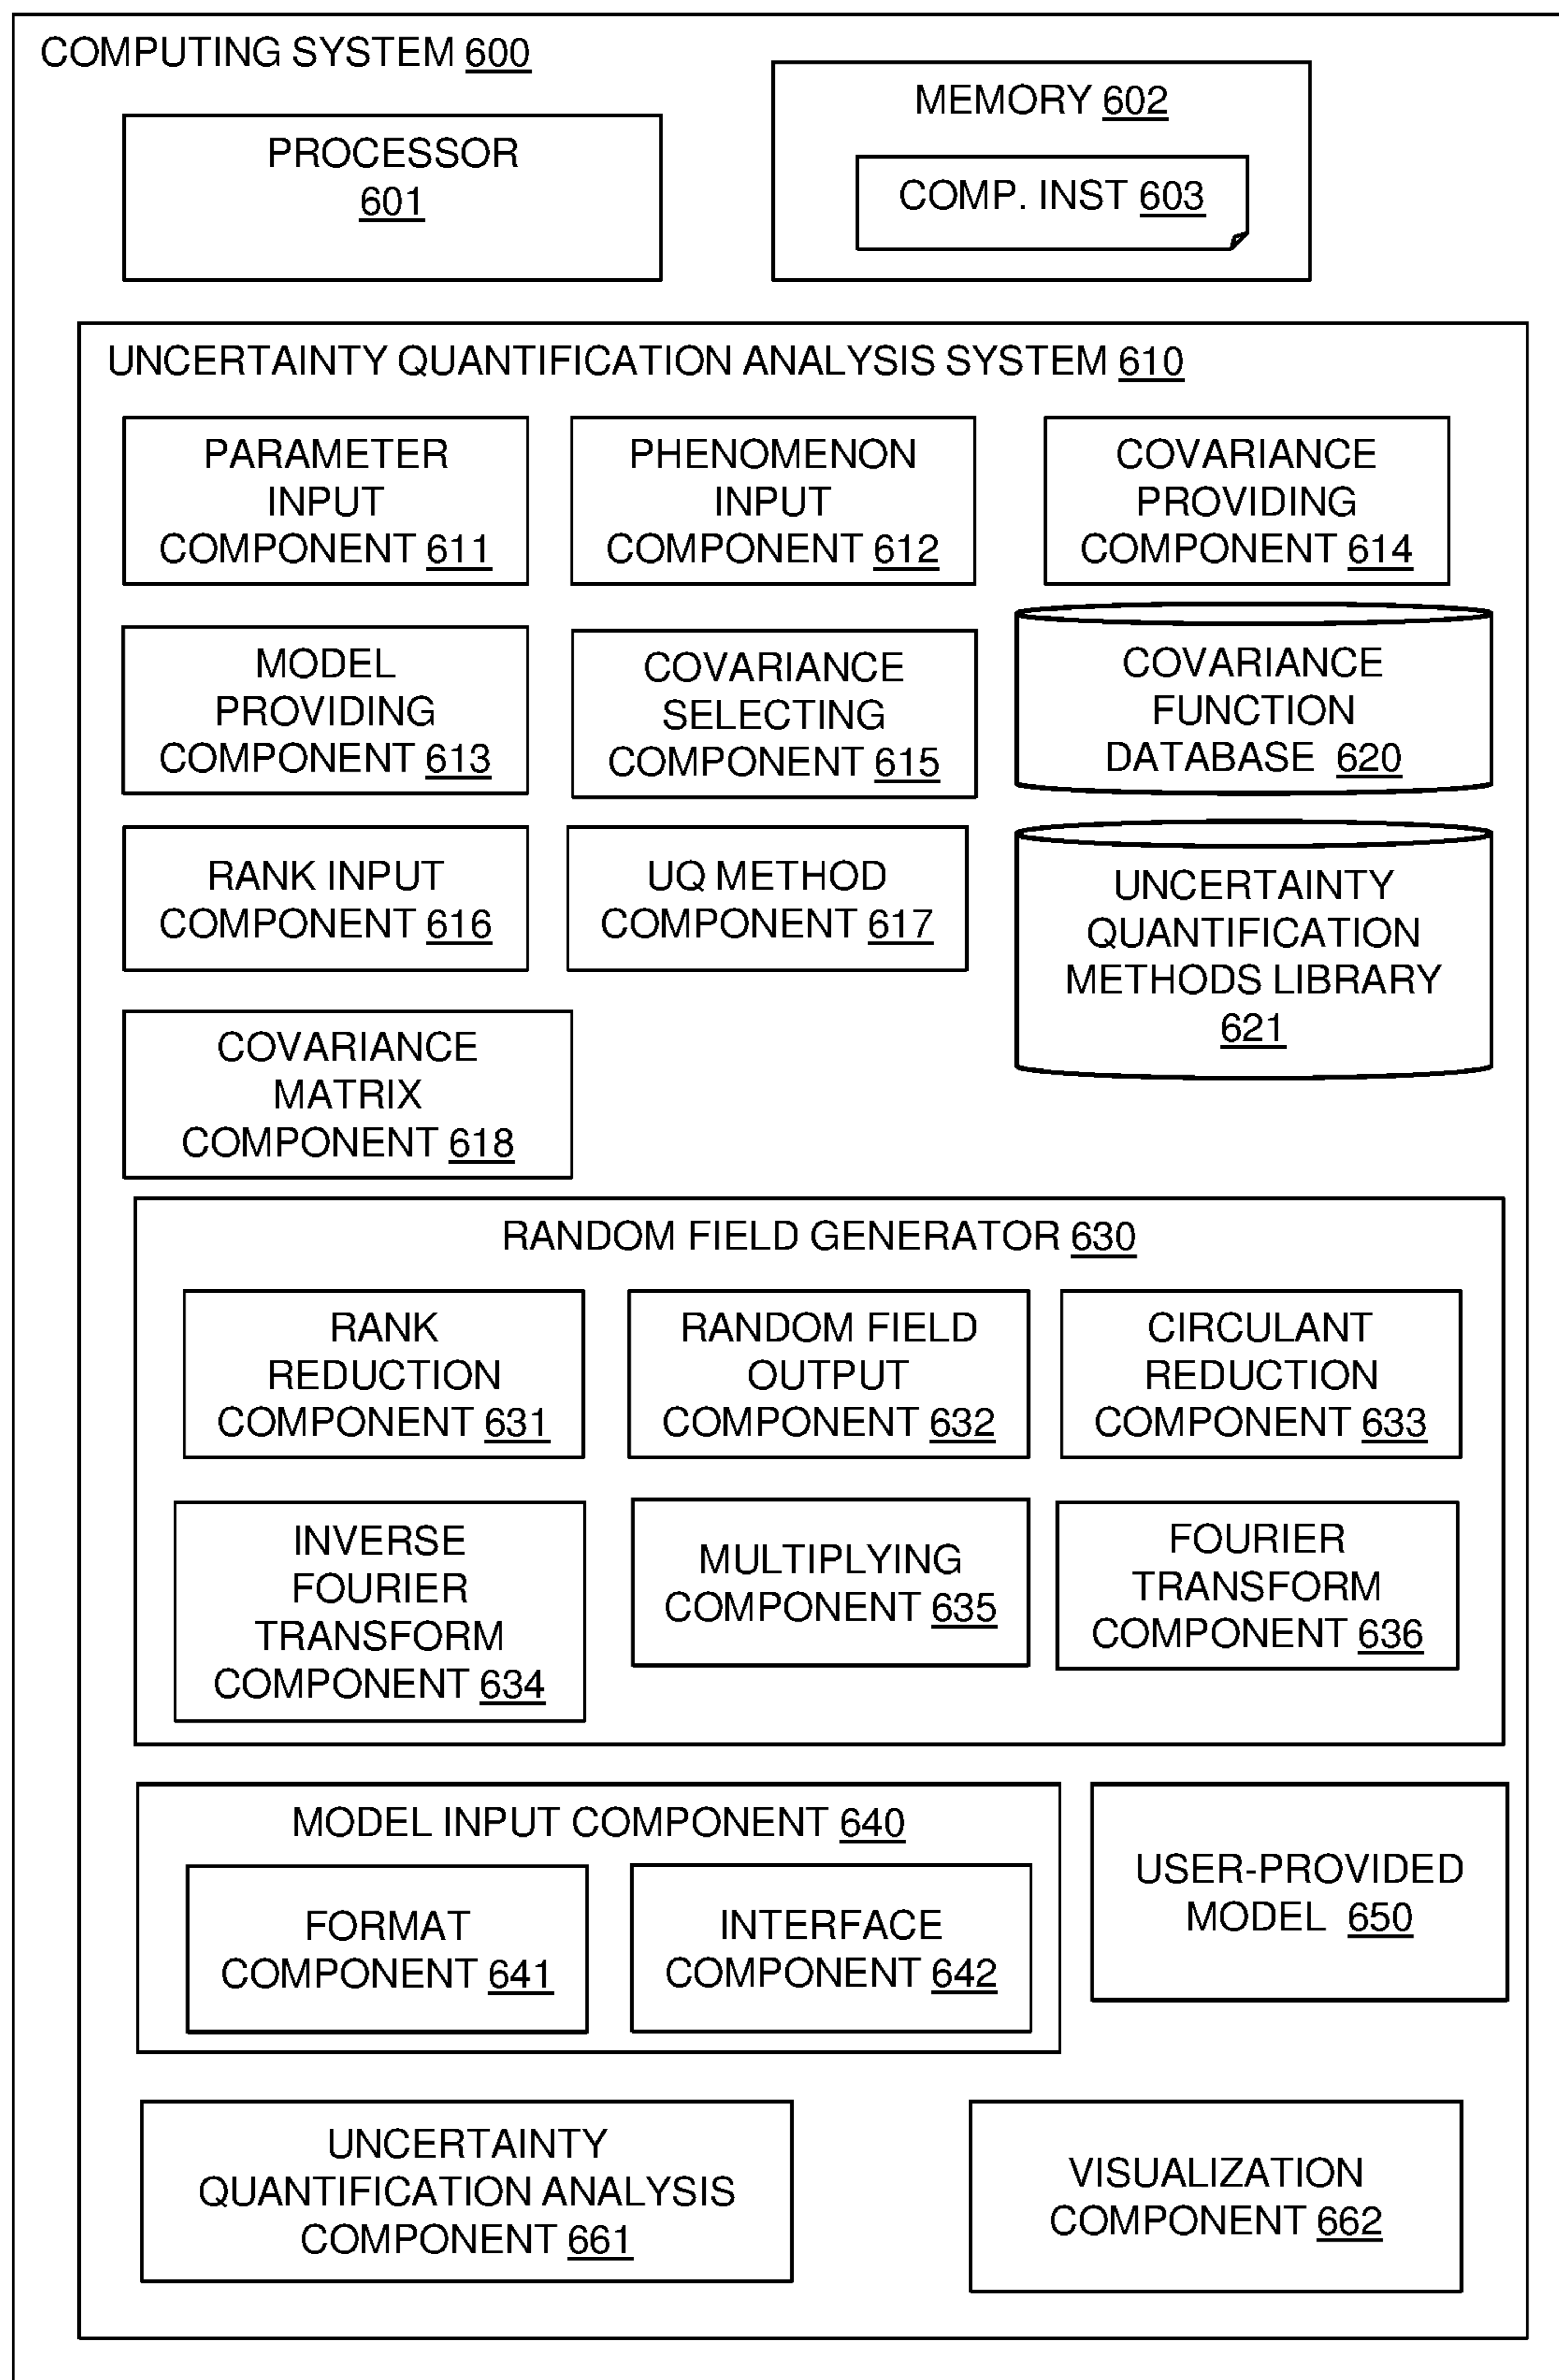 COMPUTING SYSTEM 600
PROCESSOR
601
MEMORY 602
COMP. INST 603
UNCERTAINTY QUANTIFICATION ANALYSIS SYSTEM 610
PARAMETER
INPUT
COMPONENT 611
PHENOMENON
INPUT
COMPONENT 612
COVARIANCE
PROVIDING
COMPONENT 614
MODEL
PROVIDING
COMPONENT 613
COVARIANCE
SELECTING
COMPONENT 615
COVARIANCE
FUNCTION
DATABASE 620
RANK INPUT
COMPONENT 616
UQ METHOD
COMPONENT 617
UNCERTAINTY
QUANTIFICATION
METHODS LIBRARY
621
COVARIANCE
MATRIX
COMPONENT 618
RANDOM FIELD GENERATOR 630
RANK
REDUCTION
COMPONENT 631
RANDOM FIELD
OUTPUT
COMPONENT 632
CIRCULANT
REDUCTION
COMPONENT 633
INVERSE
FOURIER
TRANSFORM
COMPONENT 634
MULTIPLYING
COMPONENT 635
FOURIER
TRANSFORM
COMPONENT 636
MODEL INPUT COMPONENT 640
FORMAT
COMPONENT 641
INTERFACE
COMPONENT 642
USER-PROVIDED
MODEL 650
UNCERTAINTY
QUANTIFICATION ANALYSIS
COMPONENT 661
VISUALIZATION
COMPONENT 662